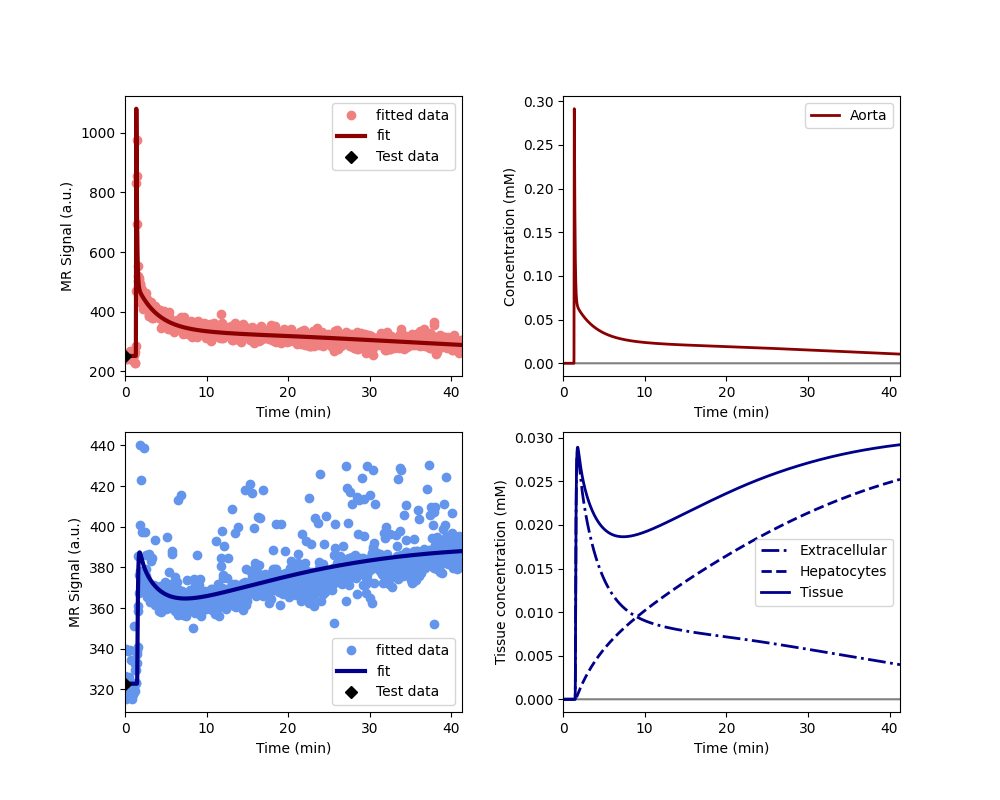 MR Signal (a.u.)
1000
800
600
400
200
0
10
20
30
40
Time (min)
fitted data
fit
Test data
Concentration (mM)
0.30
0.25
0.20
0.15
0.10
0.05
0.00
0
10
20
30
40
Time (min)
Aorta
MR Signal (a.u.)
440
420
400
380
360
340
320
0
10
20
30
40
Time (min)
fitted data
fit
Test data
Tissue concentration (mM)
0.030
0.025
0.020
0.015
0.010
0.005
0.000
0
10
20
30
40
Time (min)
Extracellular
Hepatocytes
Tissue